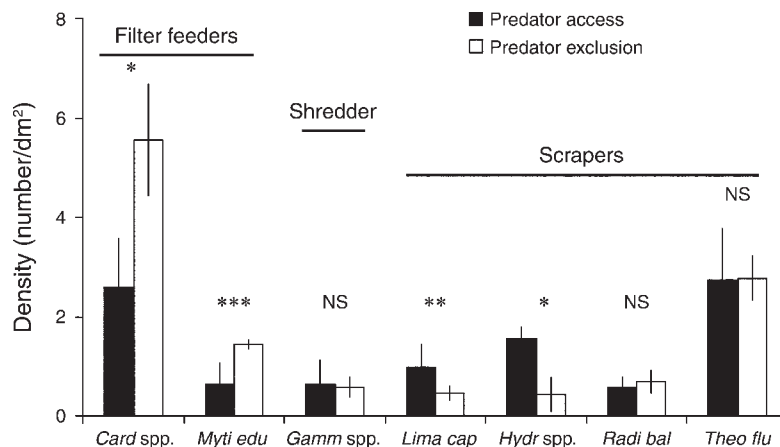 Predator access
Predator exclusion
Filter feeders
Shredder
Scrapers
* *** NS ** * NS NS
Density (number/dm²)
8
6
4
2
0
Card spp. Myti edu Gamm spp. Lima cap Hydr spp. Radi bal Theo flu